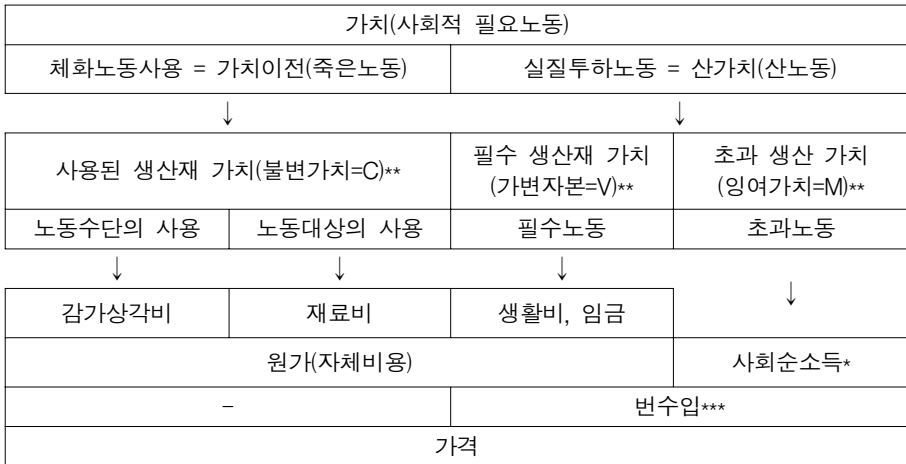 가치(사회적 필요노동)
체화노동사용 = 가치이전(죽은노동) 실질투하노동 = 산가치(산노동)
↓ ↓
사용된 생산재 가치(불변가치=C)** 필수 생산재 가치 (가변자본=V)** 초과 생산 가치 (잉여가치=M)**
노동수단의 사용 노동대상의 사용 필수노동 초과노동
↓ ↓ ↓ ↓
감가상각비 재료비 생활비, 임금
원가(자체비용) 사회순소득*
- 번수입***
가격